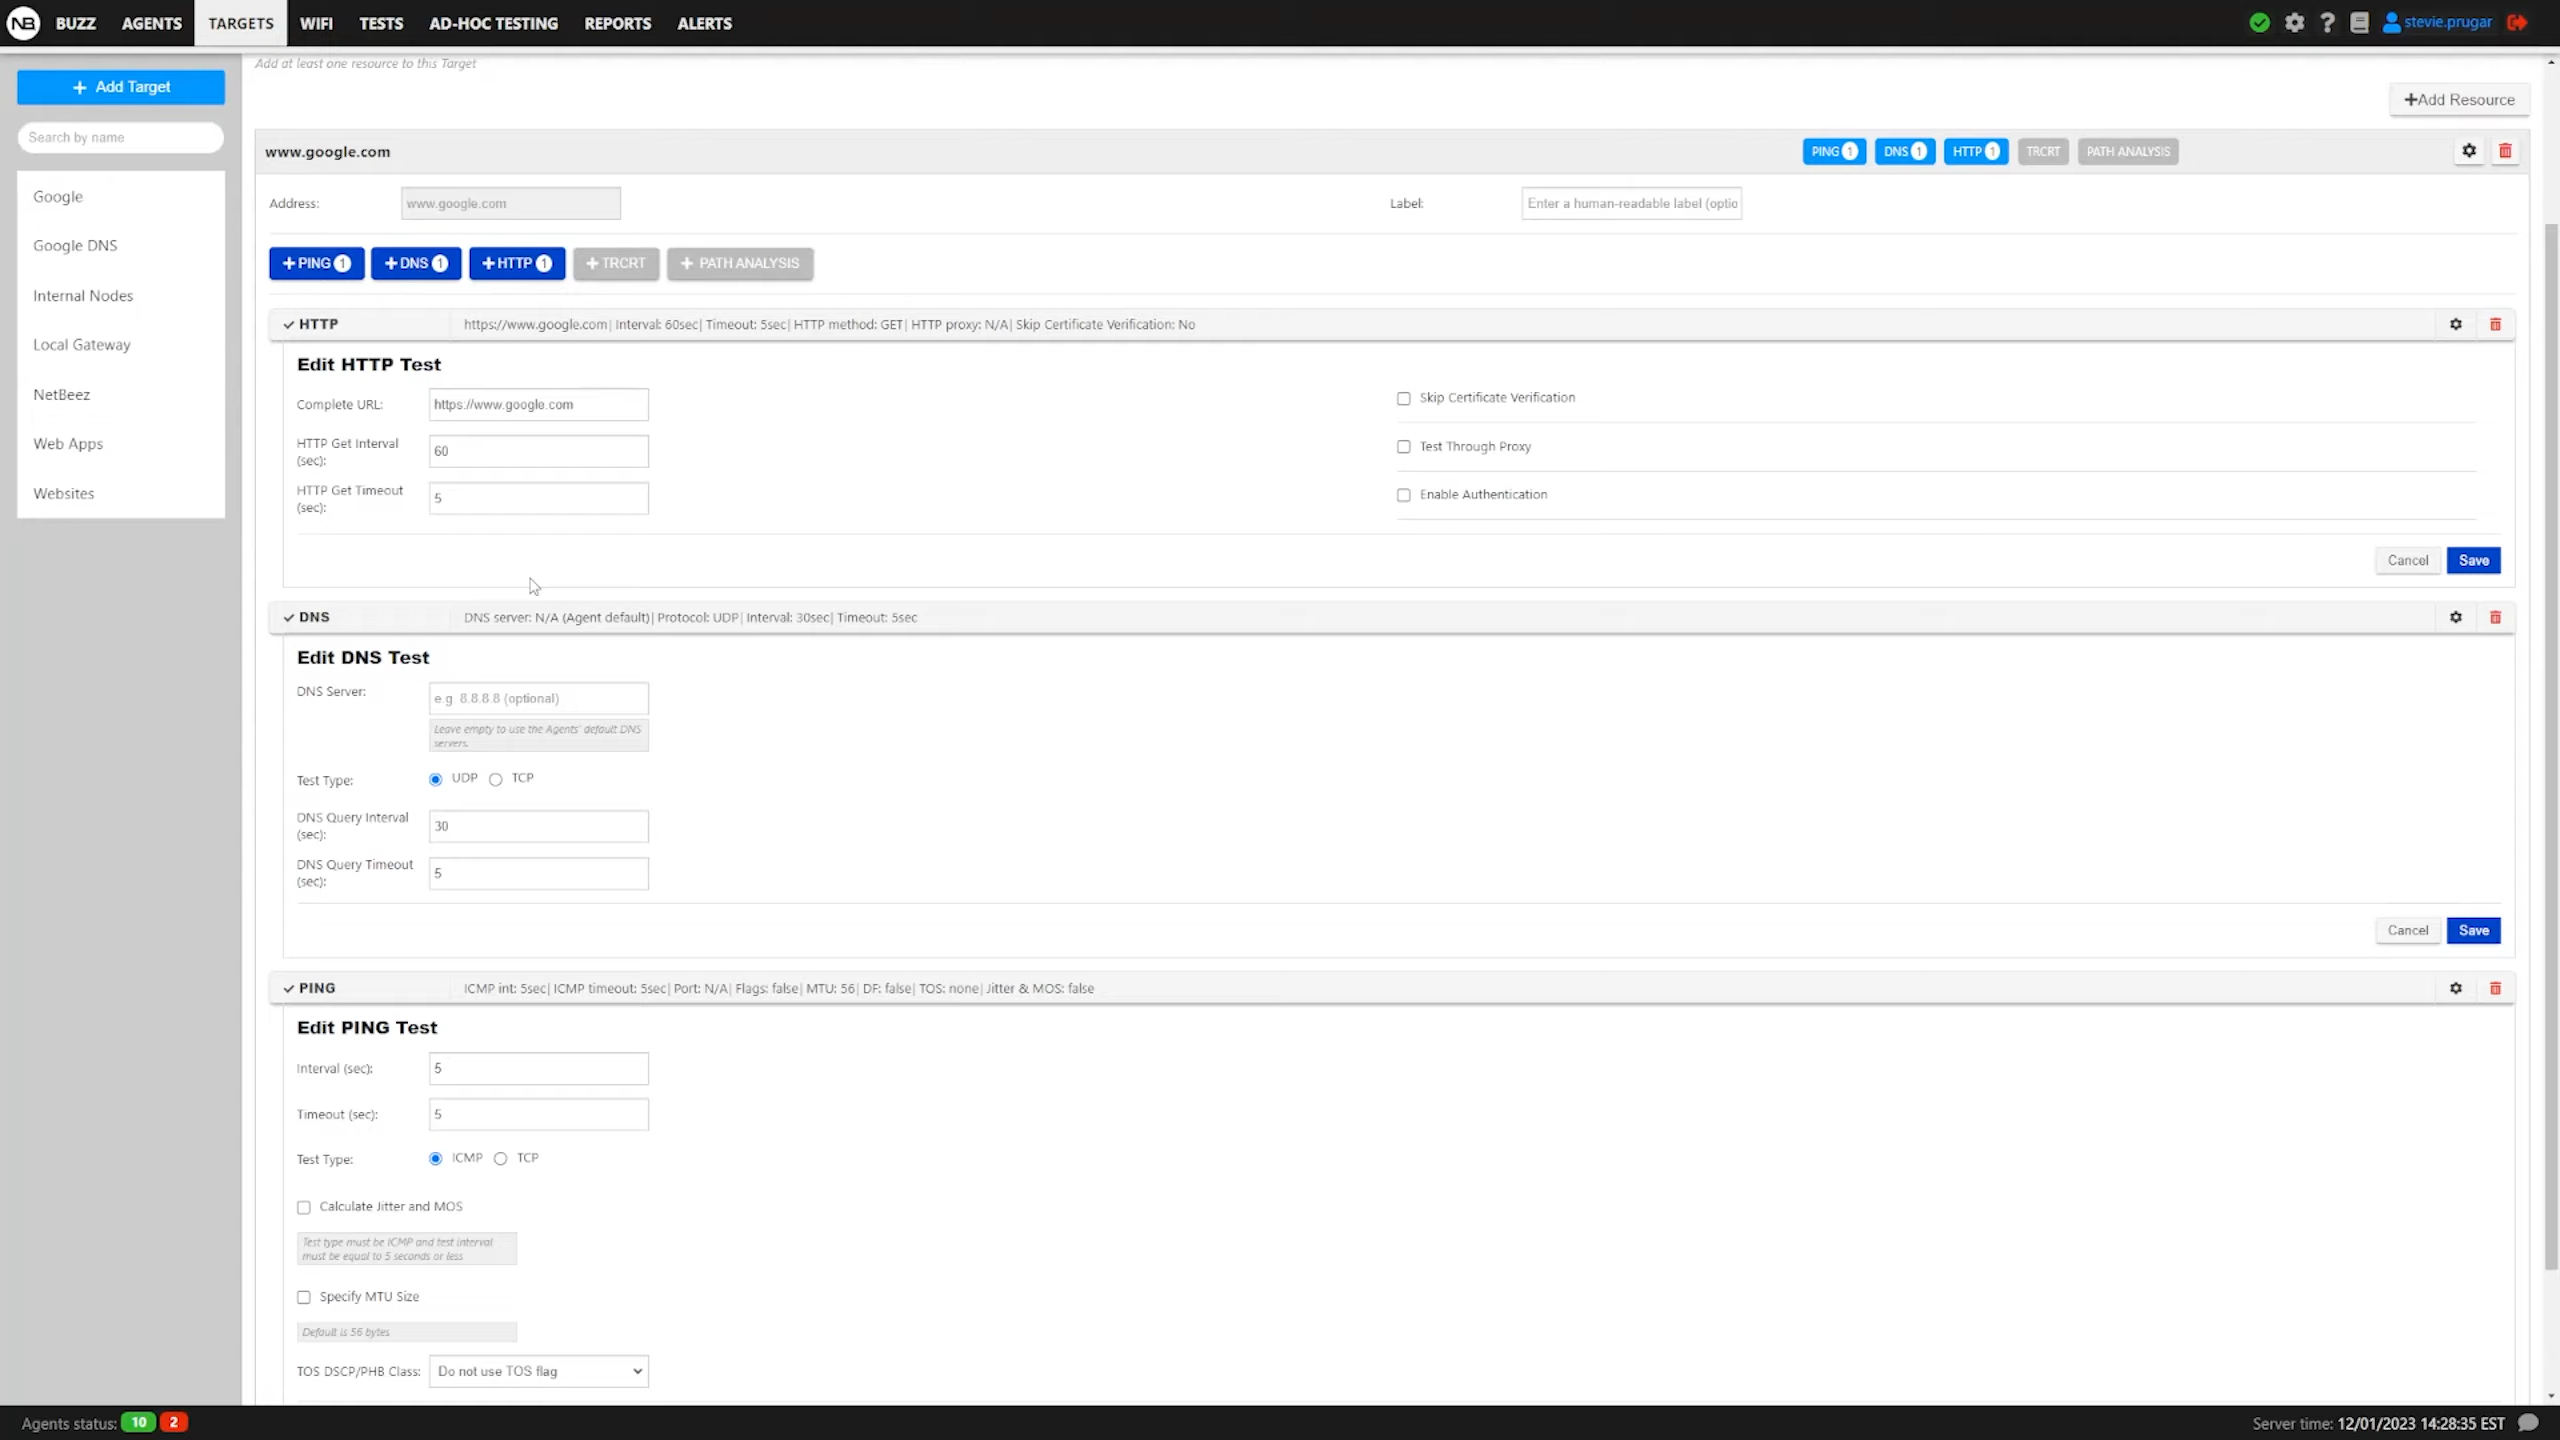 NB BUZZ AGENTS TARGETS WIFI TESTS AD-HOC TESTING REPORTS ALERTS stevie.prugar
Add at least one resource to this Target
+ Add Target
+Add Resource
Search by name
www.google.com PING 1 DNS 1 HTTP 1 TRCRT PATH ANALYSIS
Google
Google DNS
Internal Nodes
Local Gateway
NetBeez
Web Apps
Websites
Address: www.google.com Label: Enter a human-readable label (optio
+ PING 1 + DNS 1 + HTTP 1 + TRCRT + PATH ANALYSIS
HTTP https://www.google.com| Interval: 60sec| Timeout: 5sec| HTTP method: GET| HTTP proxy: N/A| Skip Certificate Verification: No
Edit HTTP Test
Complete URL: https://www.google.com
HTTP Get Interval
(sec):
60
HTTP Get Timeout
(sec):
5
Skip Certificate Verification
Test Through Proxy
Enable Authentication
Cancel Save
DNS DNS server: N/A (Agent default)| Protocol: UDP| Interval: 30sec| Timeout: 5sec
Edit DNS Test
DNS Server: e.g. 8.8.8.8 (optional)
Leave empty to use the Agents' default DNS
servers.
Test Type: UDP TCP
DNS Query Interval
(sec):
30
DNS Query Timeout
(sec):
5
Cancel Save
PING ICMP int: 5sec| ICMP timeout: 5sec| Port: N/A| Flags: false| MTU: 56| DF: false| TOS: none| Jitter & MOS: false
Edit PING Test
Interval (sec): 5
Timeout (sec): 5
Test Type: ICMP TCP
Calculate Jitter and MOS
Test type must be ICMP and test interval
must be equal to 5 seconds or less
Specify MTU Size
Default is 56 bytes
TOS DSCP/PHB Class: Do not use TOS flag
Agents status: 10 2 Server time: 12/01/2023 14:28:35 EST